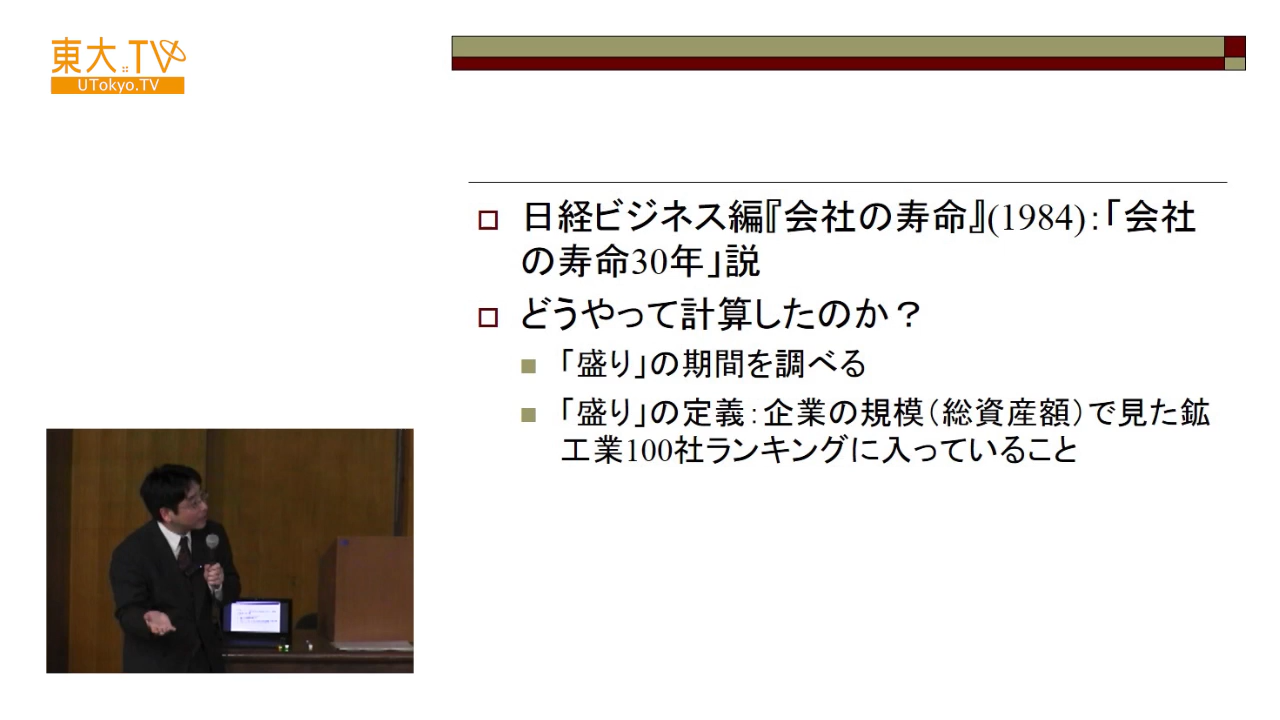 東大.TV
UTokyo.TV
日経ビジネス編『会社の寿命』(1984):「会社
の寿命30年」説
どうやって計算したのか？
「盛り」の期間を調べる
「盛り」の定義:企業の規模(総資産額)で見た鉱
工業100社ランキングに入っていること